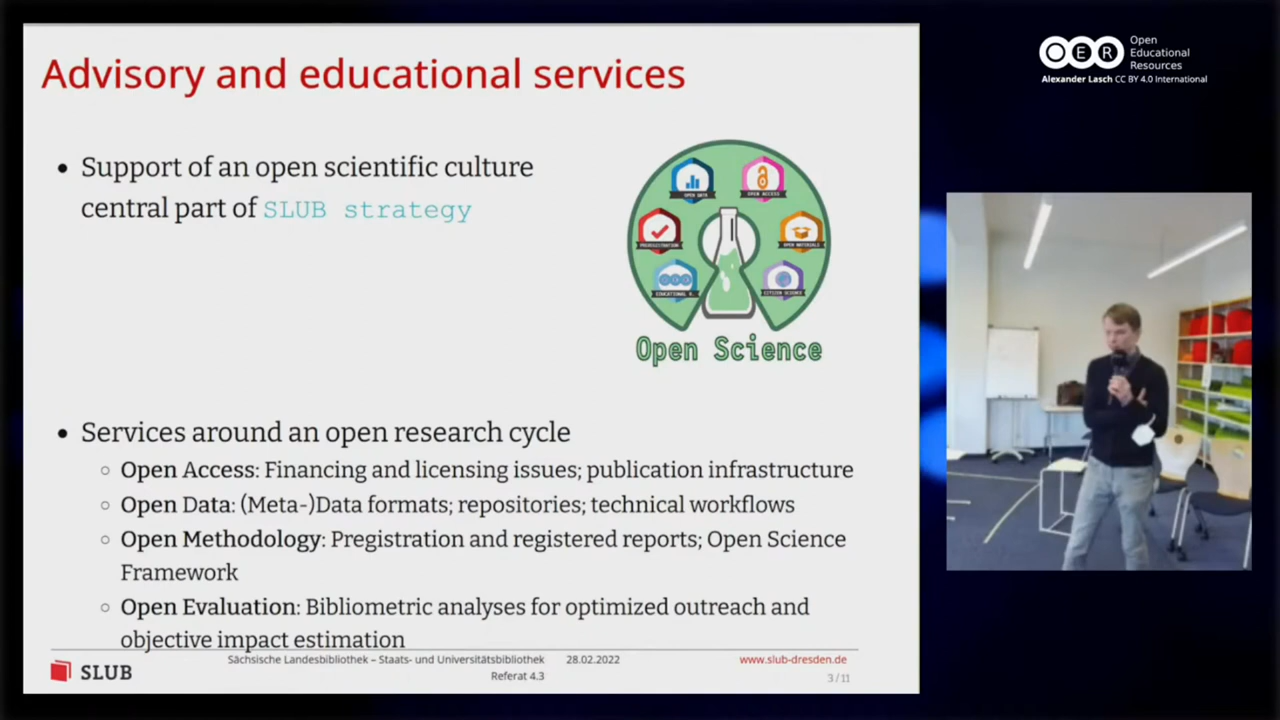 Advisory and educational services
• Support of an open scientific culture
central part of SLUB strategy
OPEN DATA
OPEN ACCESS
PREREGISTRATION
OPEN MATERIALS
EDUCATIONAL R.
CITIZEN SCIENCE
Open Science
• Services around an open research cycle
○ Open Access: Financing and licensing issues; publication infrastructure
○ Open Data: (Meta-)Data formats; repositories; technical workflows
○ Open Methodology: Pregistration and registered reports; Open Science
Framework
○ Open Evaluation: Bibliometric analyses for optimized outreach and
objective impact estimation
SLUB
Sächsische Landesbibliothek – Staats- und Universitätsbibliothek
Referat 4.3
28.02.2022
www.slub-dresden.de
3 / 11
OER
Open
Educational
Resources
Alexander Lasch CC BY 4.0 International